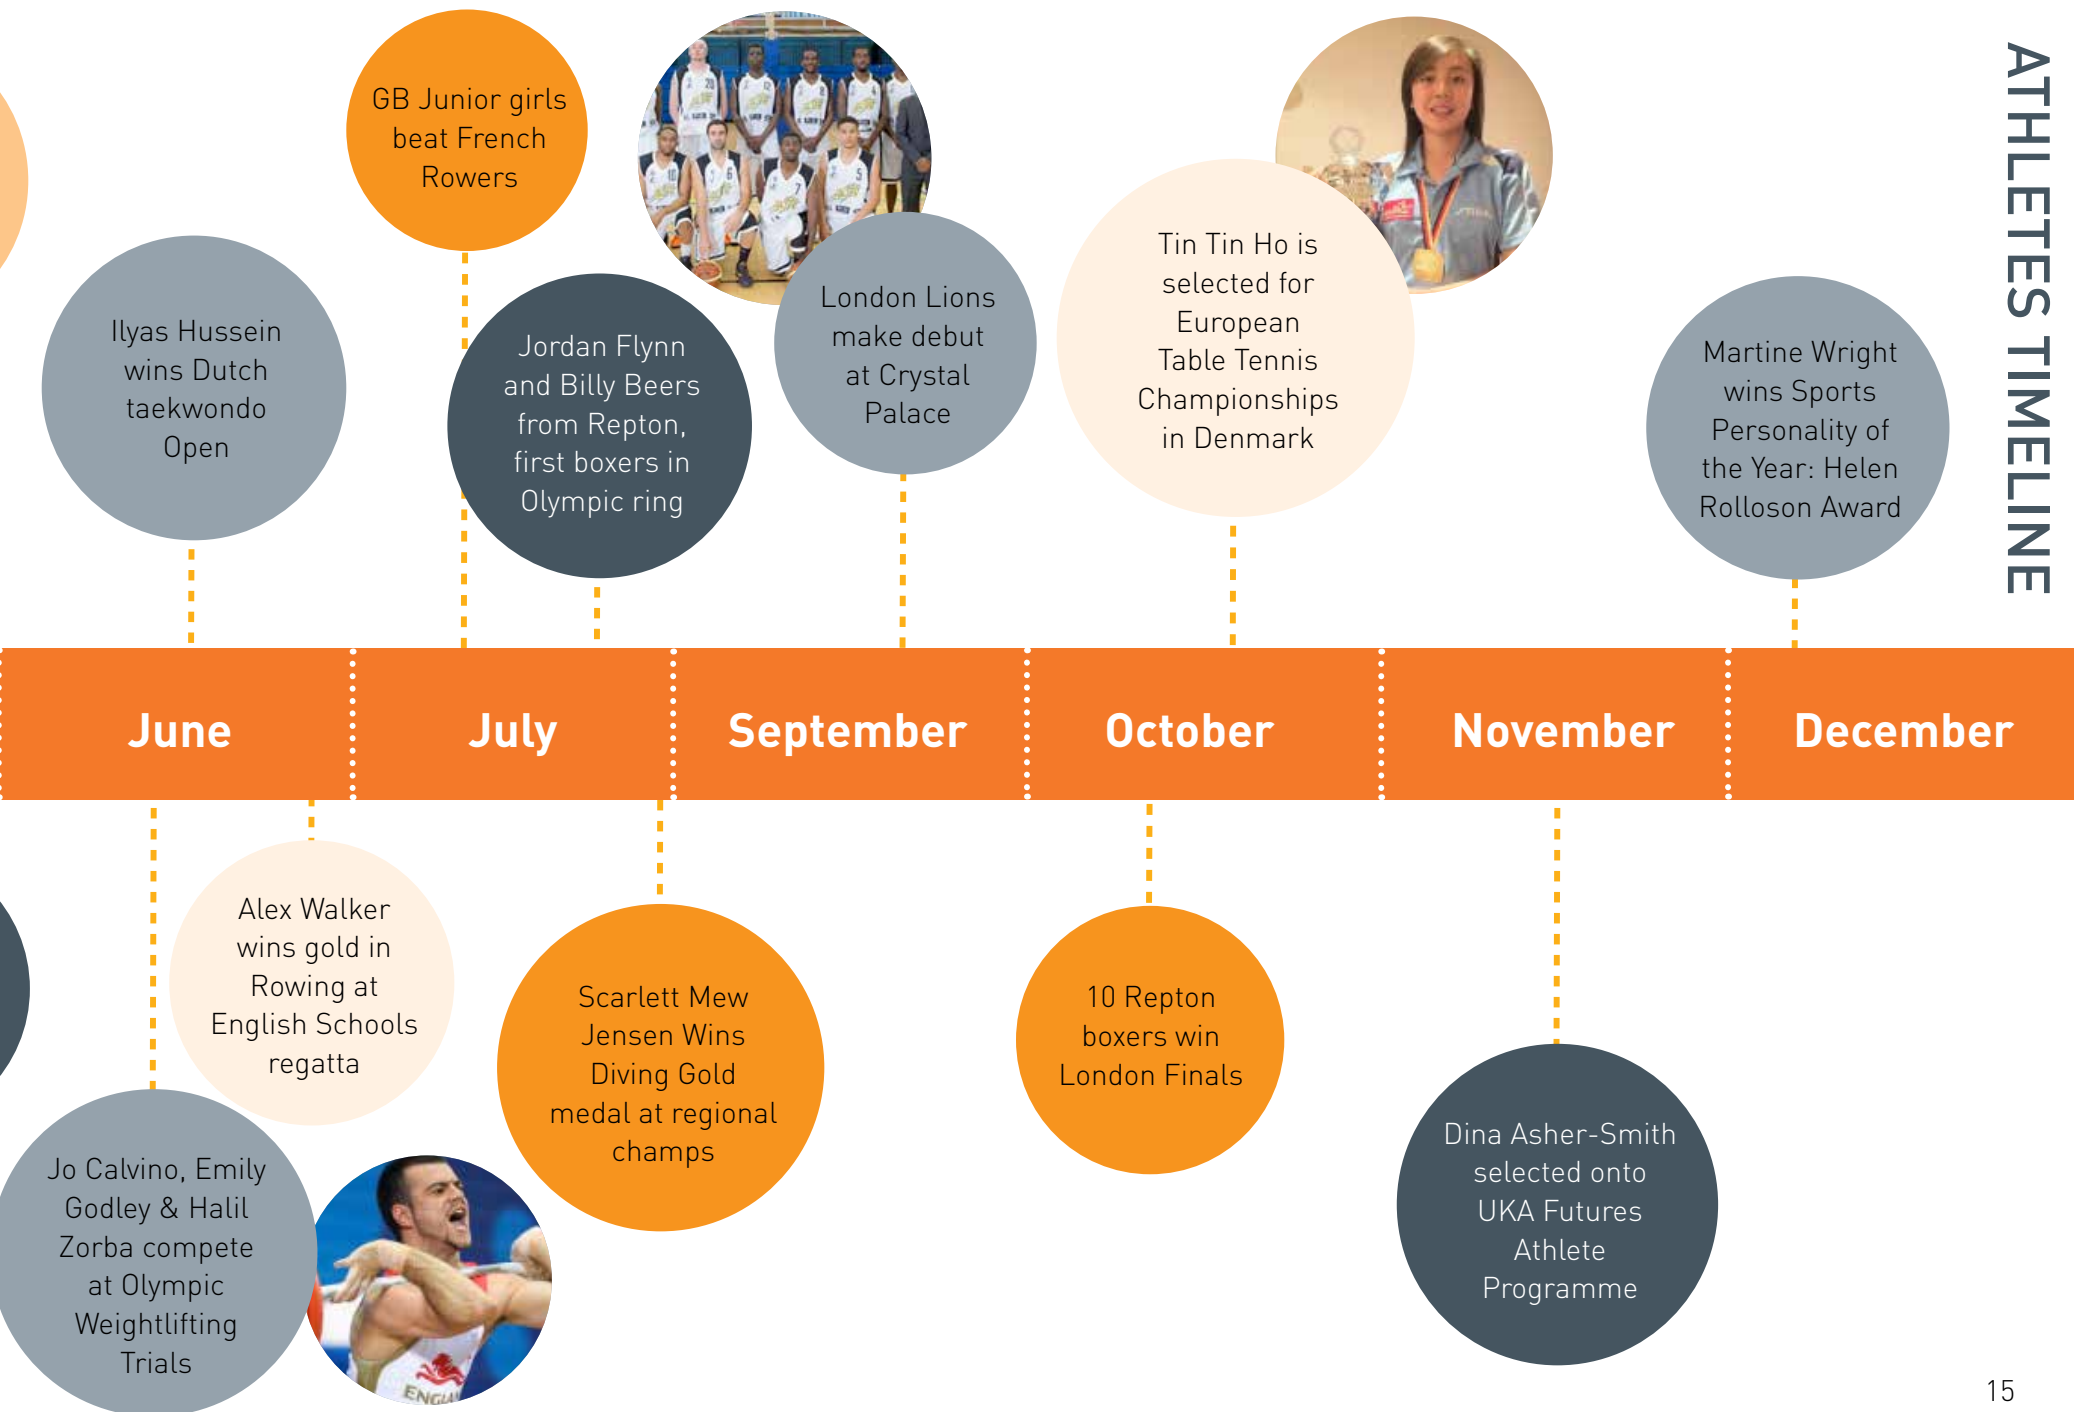 ATHLETES TIMELINE
GB Junior girls
beat French
Rowers
Ilyas Hussein
wins Dutch
taekwondo
Open
Jordan Flynn
and Billy Beers
from Repton,
first boxers in
Olympic ring
London Lions
make debut
at Crystal
Palace
Tin Tin Ho is
selected for
European
Table Tennis
Championships
in Denmark
Martine Wright
wins Sports
Personality of
the Year: Helen
Rolloson Award
June
July
September
October
November
December
Alex Walker
wins gold in
Rowing at
English Schools
regatta
Jo Calvino, Emily
Godley & Halil
Zorba compete
at Olympic
Weightlifting
Trials
Scarlett Mew
Jensen Wins
Diving Gold
medal at regional
champs
10 Repton
boxers win
London Finals
Dina Asher-Smith
selected onto
UKA Futures
Athlete
Programme
15